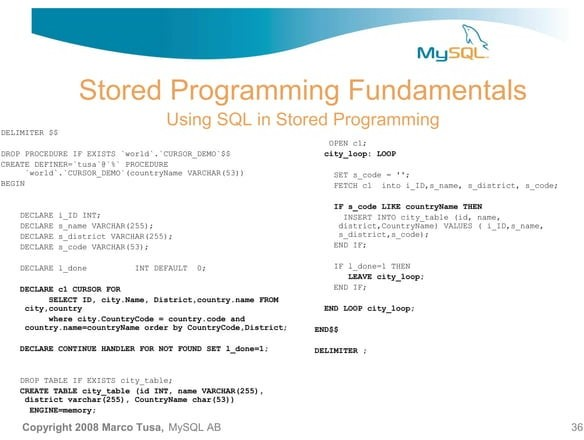 MySQL
Stored Programming Fundamentals
Using SQL in Stored Programming
DELIMITER $$
DROP PROCEDURE IF EXISTS `world`.`CURSOR_DEMO`$$
CREATE DEFINER=`tusa`@`%` PROCEDURE
`world`.`CURSOR_DEMO`(countryName VARCHAR(53))
BEGIN
DECLARE i_ID INT;
DECLARE s_name VARCHAR(255);
DECLARE s_district VARCHAR(255);
DECLARE s_code VARCHAR(53);
DECLARE l_done INT DEFAULT 0;
DECLARE c1 CURSOR FOR
SELECT ID, city.Name, District,country.name FROM
city,country
where city.CountryCode = country.code and
country.name=countryName order by CountryCode,District;
DECLARE CONTINUE HANDLER FOR NOT FOUND SET l_done=1;
DROP TABLE IF EXISTS city_table;
CREATE TABLE city_table (id INT, name VARCHAR(255),
district varchar(255), CountryName char(53))
ENGINE=memory;
OPEN c1;
city_loop: LOOP
SET s_code = '';
FETCH c1 into i_ID,s_name, s_district, s_code;
IF s_code LIKE countryName THEN
INSERT INTO city_table (id, name,
district,CountryName) VALUES ( i_ID,s_name,
s_district,s_code);
END IF;
IF l_done=1 THEN
LEAVE city_loop;
END IF;
END LOOP city_loop;
END$$
DELIMITER ;
Copyright 2008 Marco Tusa, MySQL AB
36